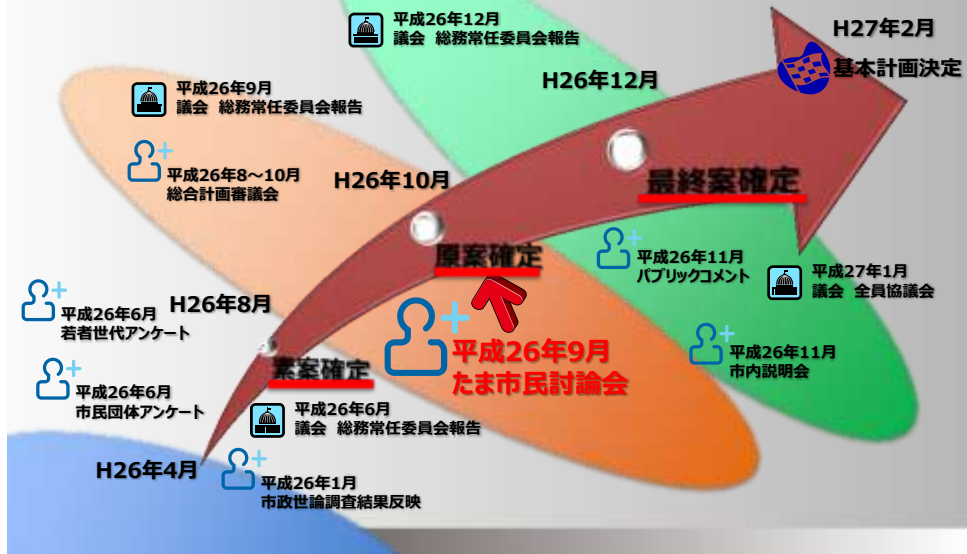 平成26年12月
議会 総務常任委員会報告
H27年2月
基本計画決定
H26年12月
平成26年9月
議会 総務常任委員会報告
平成26年8～10月
総合計画審議会
H26年10月
最終案確定
原案確定
平成26年11月
パブリックコメント
平成27年1月
議会 全員協議会
平成26年6月
若者世代アンケート
H26年8月
平成26年9月
たま市民討論会
平成26年11月
市内説明会
素案確定
平成26年6月
市民団体アンケート
平成26年6月
議会 総務常任委員会報告
H26年4月
平成26年1月
市政世論調査結果反映